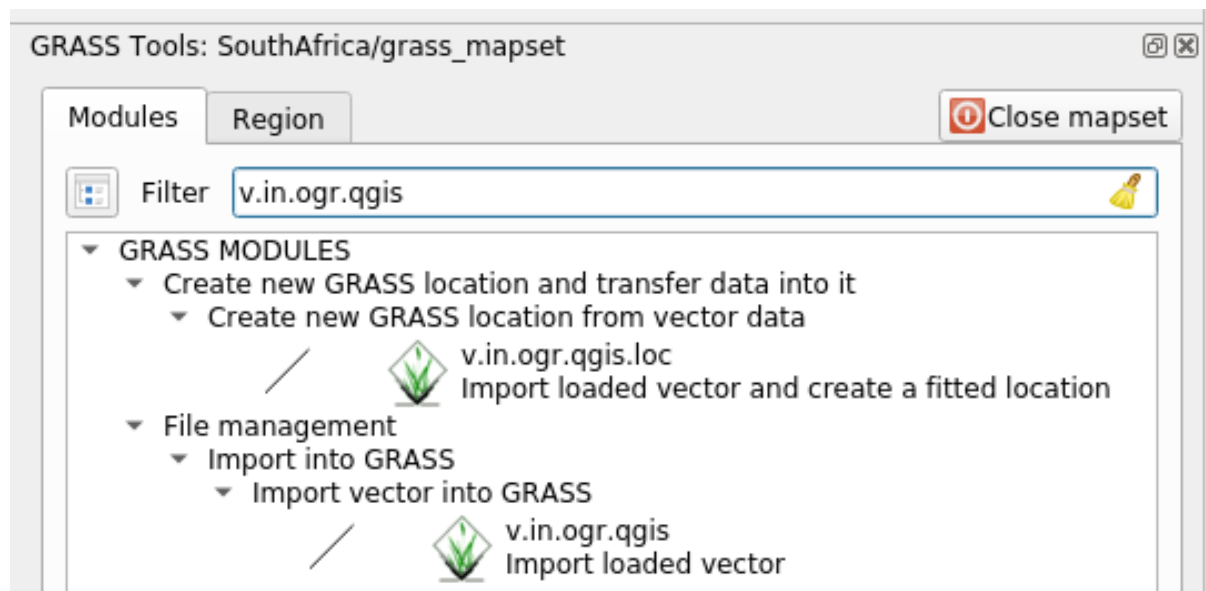 GRASS Tools: SouthAfrica/grass_mapset
Modules
Region
Close mapset
Filter
v.in.ogr.qgis
GRASS MODULES
Create new GRASS location and transfer data into it
Create new GRASS location from vector data
v.in.ogr.qgis.loc
Import loaded vector and create a fitted location
File management
Import into GRASS
Import vector into GRASS
v.in.ogr.qgis
Import loaded vector